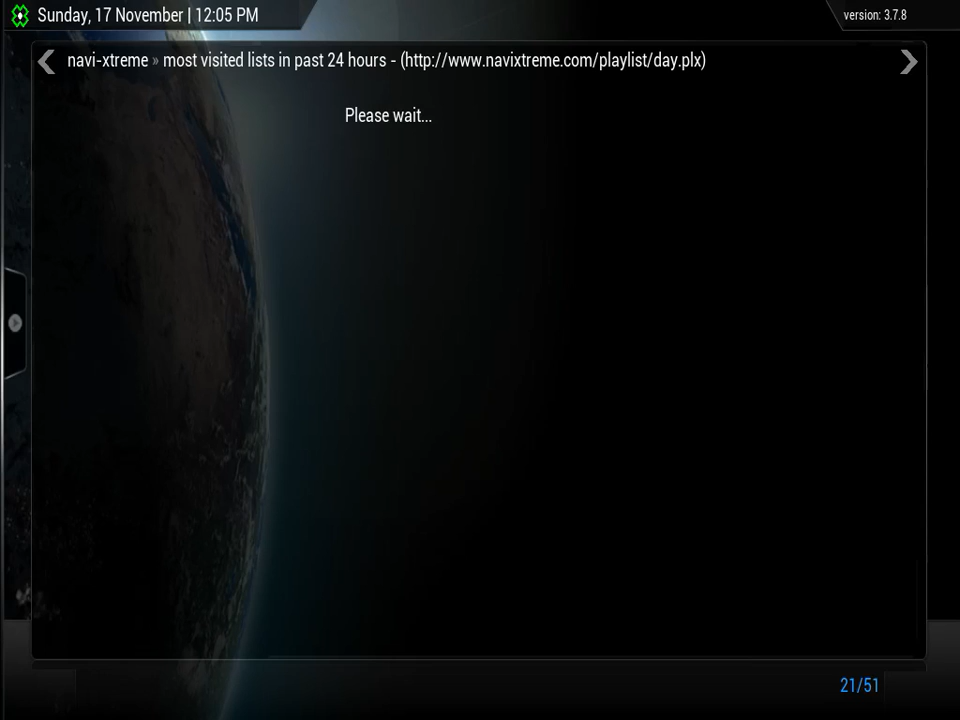 Sunday, 17 November | 12:05 PM
version: 3.7.8
navi-xtreme » most visited lists in past 24 hours - (http://www.navixtreme.com/playlist/day.plx)
Please wait...
21/51